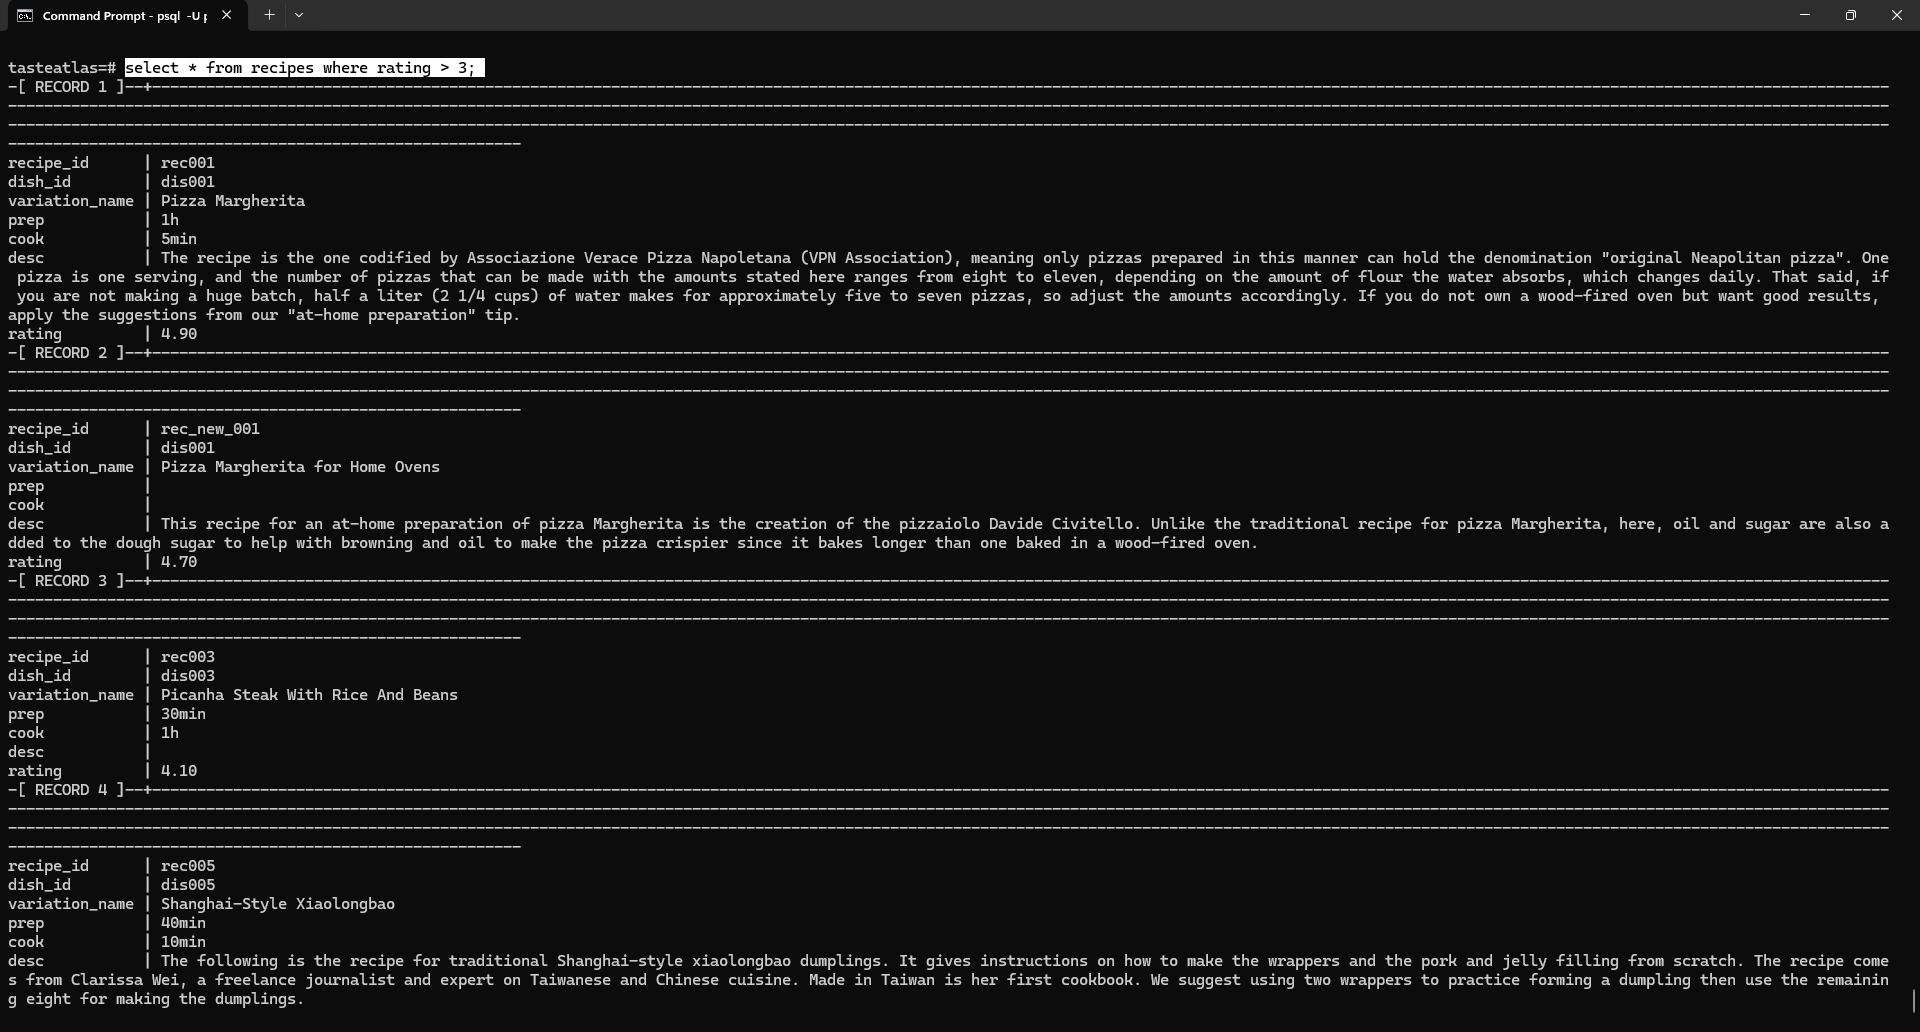 Command Prompt - psql  -U p
tasteatlas=# select * from recipes where rating > 3;
-[ RECORD 1 ]--+-----------------------------------------------------------------
recipe_id      | rec001
dish_id        | dis001
variation_name | Pizza Margherita
prep           | 1h
cook           | 5min
desc           | The recipe is the one codified by Associazione Verace Pizza Napoletana (VPN Association), meaning only pizzas prepared in this manner can hold the denomination "original Neapolitan pizza". One
 pizza is one serving, and the number of pizzas that can be made with the amounts stated here ranges from eight to eleven, depending on the amount of flour the water absorbs, which changes daily. That said, if
 you are not making a huge batch, half a liter (2 1/4 cups) of water makes for approximately five to seven pizzas, so adjust the amounts accordingly. If you do not own a wood-fired oven but want good results,
apply the suggestions from our "at-home preparation" tip.
rating         | 4.90
-[ RECORD 2 ]--+-----------------------------------------------------------------
recipe_id      | rec_new_001
dish_id        | dis001
variation_name | Pizza Margherita for Home Ovens
prep           |
cook           |
desc           | This recipe for an at-home preparation of pizza Margherita is the creation of the pizzaiolo Davide Civitello. Unlike the traditional recipe for pizza Margherita, here, oil and sugar are also a
dded to the dough sugar to help with browning and oil to make the pizza crispier since it bakes longer than one baked in a wood-fired oven.
rating         | 4.70
-[ RECORD 3 ]--+-----------------------------------------------------------------
recipe_id      | rec003
dish_id        | dis003
variation_name | Picanha Steak With Rice And Beans
prep           | 30min
cook           | 1h
desc           |
rating         | 4.10
-[ RECORD 4 ]--+-----------------------------------------------------------------
recipe_id      | rec005
dish_id        | dis005
variation_name | Shanghai-Style Xiaolongbao
prep           | 40min
cook           | 10min
desc           | The following is the recipe for traditional Shanghai-style xiaolongbao dumplings. It gives instructions on how to make the wrappers and the pork and jelly filling from scratch. The recipe come
s from Clarissa Wei, a freelance journalist and expert on Taiwanese and Chinese cuisine. Made in Taiwan is her first cookbook. We suggest using two wrappers to practice forming a dumpling then use the remainin
g eight for making the dumplings.